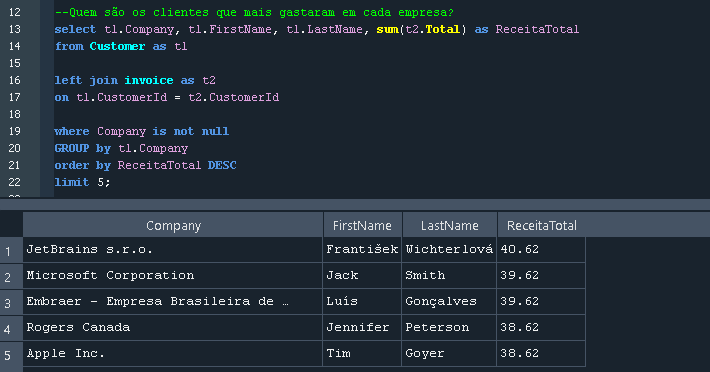 12 --Quem são os clientes que mais gastaram em cada empresa?
13 select t1.Company, t1.FirstName, t1.LastName, sum(t2.Total) as ReceitaTotal
14 from Customer as t1
15
16 left join invoice as t2
17 on t1.CustomerId = t2.CustomerId
18
19 where Company is not null
20 GROUP by t1.Company
21 order by ReceitaTotal DESC
22 limit 5;
Company FirstName LastName ReceitaTotal
1 JetBrains s.r.o. František Wichterlová 40.62
2 Microsoft Corporation Jack Smith 39.62
3 Embraer - Empresa Brasileira de … Luís Gonçalves 39.62
4 Rogers Canada Jennifer Peterson 38.62
5 Apple Inc. Tim Goyer 38.62